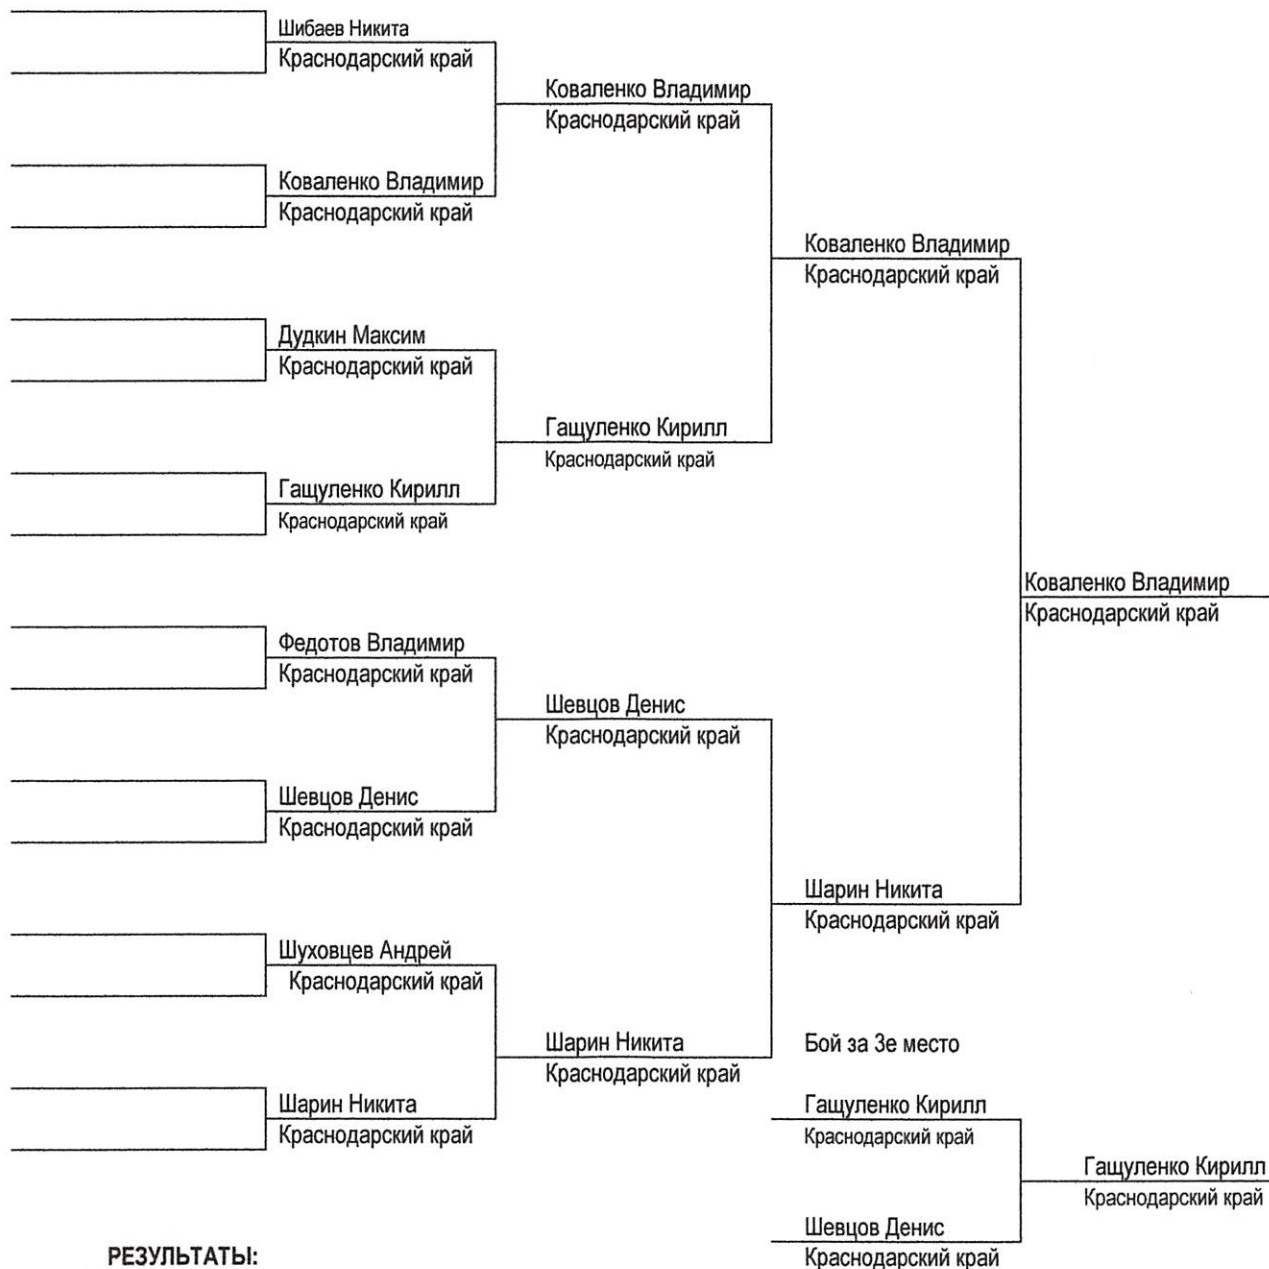 Шибаев Никита
Краснодарский край
Коваленко Владимир
Краснодарский край
Коваленко Владимир
Краснодарский край
Коваленко Владимир
Краснодарский край
Дудкин Максим
Краснодарский край
Гащуленко Кирилл
Краснодарский край
Гащуленко Кирилл
Краснодарский край
Коваленко Владимир
Краснодарский край
Федотов Владимир
Краснодарский край
Шевцов Денис
Краснодарский край
Шевцов Денис
Краснодарский край
Шарин Никита
Краснодарский край
Шуховцев Андрей
Краснодарский край
Шарин Никита
Краснодарский край
Бой за 3е место
Шарин Никита
Краснодарский край
Гащуленко Кирилл
Краснодарский край
Гащуленко Кирилл
Краснодарский край
Шевцов Денис
Краснодарский край
РЕЗУЛЬТАТЫ: